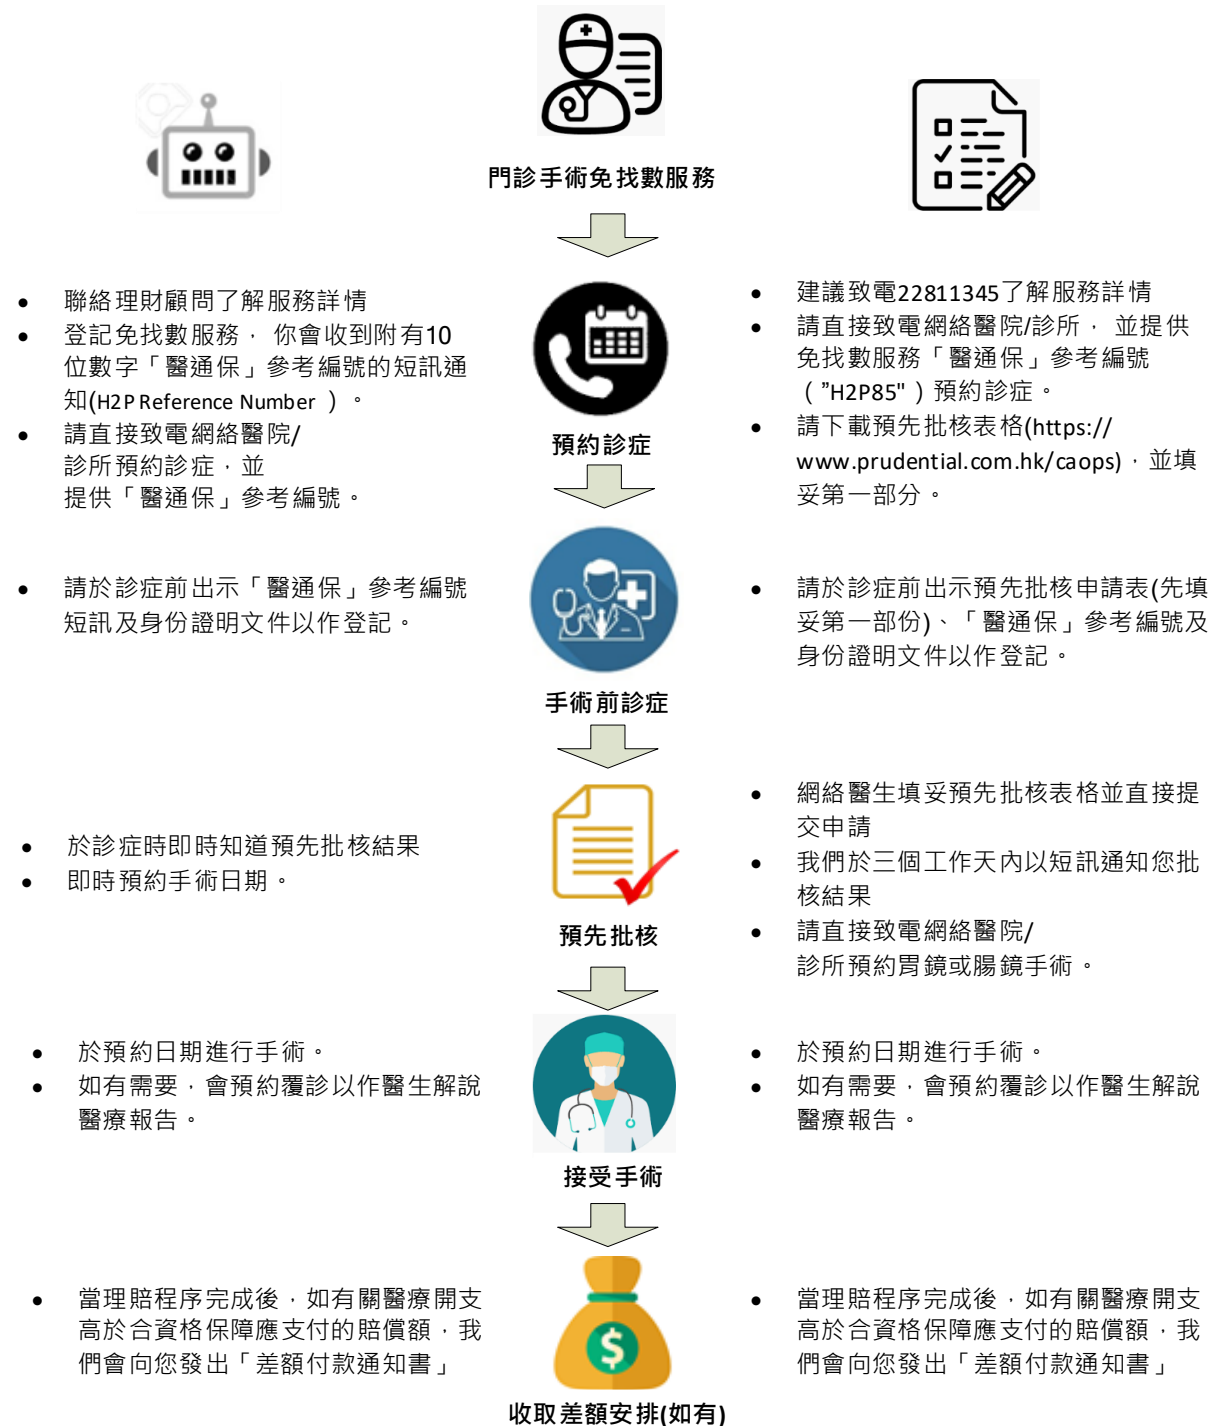 門診手術免找數服務
• 聯絡理財顧問了解服務詳情
• 登記免找數服務， 你會收到附有10
位數字「醫通保」參考編號的短訊通
知(H2P Reference Number ）。
• 請直接致電網絡醫院/
診所預約診症，並
提供「醫通保」參考編號。
預約診症
• 建議致電22811345了解服務詳情
• 請直接致電網絡醫院/診所， 並提供
免找數服務「醫通保」參考編號
（ ”H2P85" ）預約診症。
• 請下載預先批核表格(https://
www.prudential.com.hk/caops)，並填
妥第一部分。
• 請於診症前出示「醫通保」參考編號
短訊及身份證明文件以作登記。
手術前診症
• 請於診症前出示預先批核申請表(先填
妥第一部份)、「醫通保」參考編號及
身份證明文件以作登記。
• 於診症時即時知道預先批核結果
• 即時預約手術日期。
預先批核
• 網絡醫生填妥預先批核表格並直接提
交申請
• 我們於三個工作天內以短訊通知您批
核結果
• 請直接致電網絡醫院/
診所預約胃鏡或腸鏡手術。
• 於預約日期進行手術。
• 如有需要，會預約覆診以作醫生解說
醫療報告。
接受手術
• 於預約日期進行手術。
• 如有需要，會預約覆診以作醫生解說
醫療報告。
• 當理賠程序完成後，如有關醫療開支
高於合資格保障應支付的賠償額，我
們會向您發出「差額付款通知書」
$
收取差額安排(如有)
• 當理賠程序完成後，如有關醫療開支
高於合資格保障應支付的賠償額，我
們會向您發出「差額付款通知書」